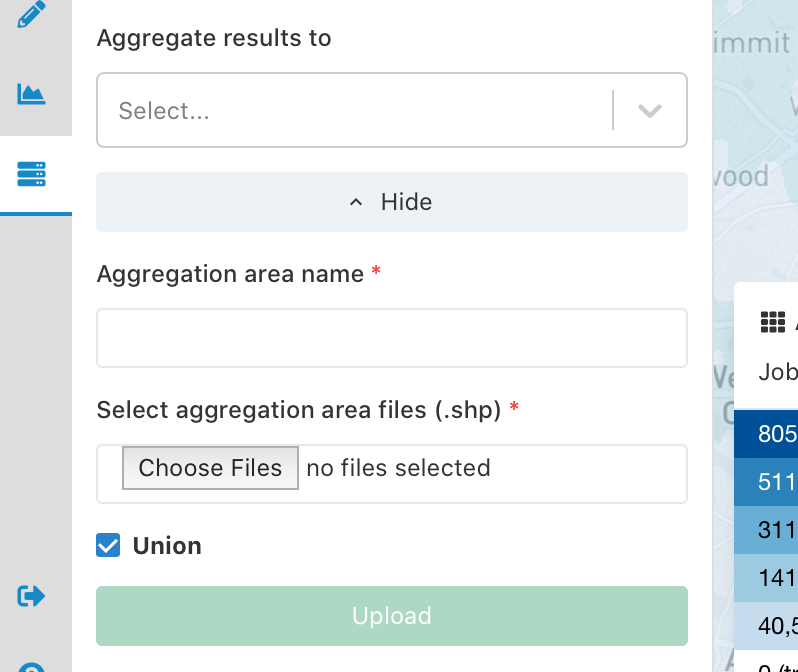 Aggregate results to
immit
Select...
wood
Hide
Aggregation area name *
Job
Select aggregation area files (.shp) *
805
Choose Files no files selected
511
311
Union
141
Upload
40,5